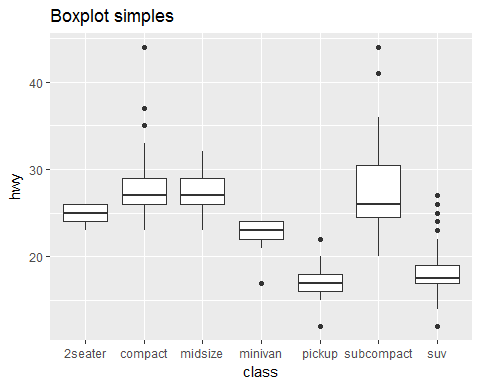 Boxplot simples
hwy
40
30
20
2seater compact midsize minivan pickup subcompact suv
class